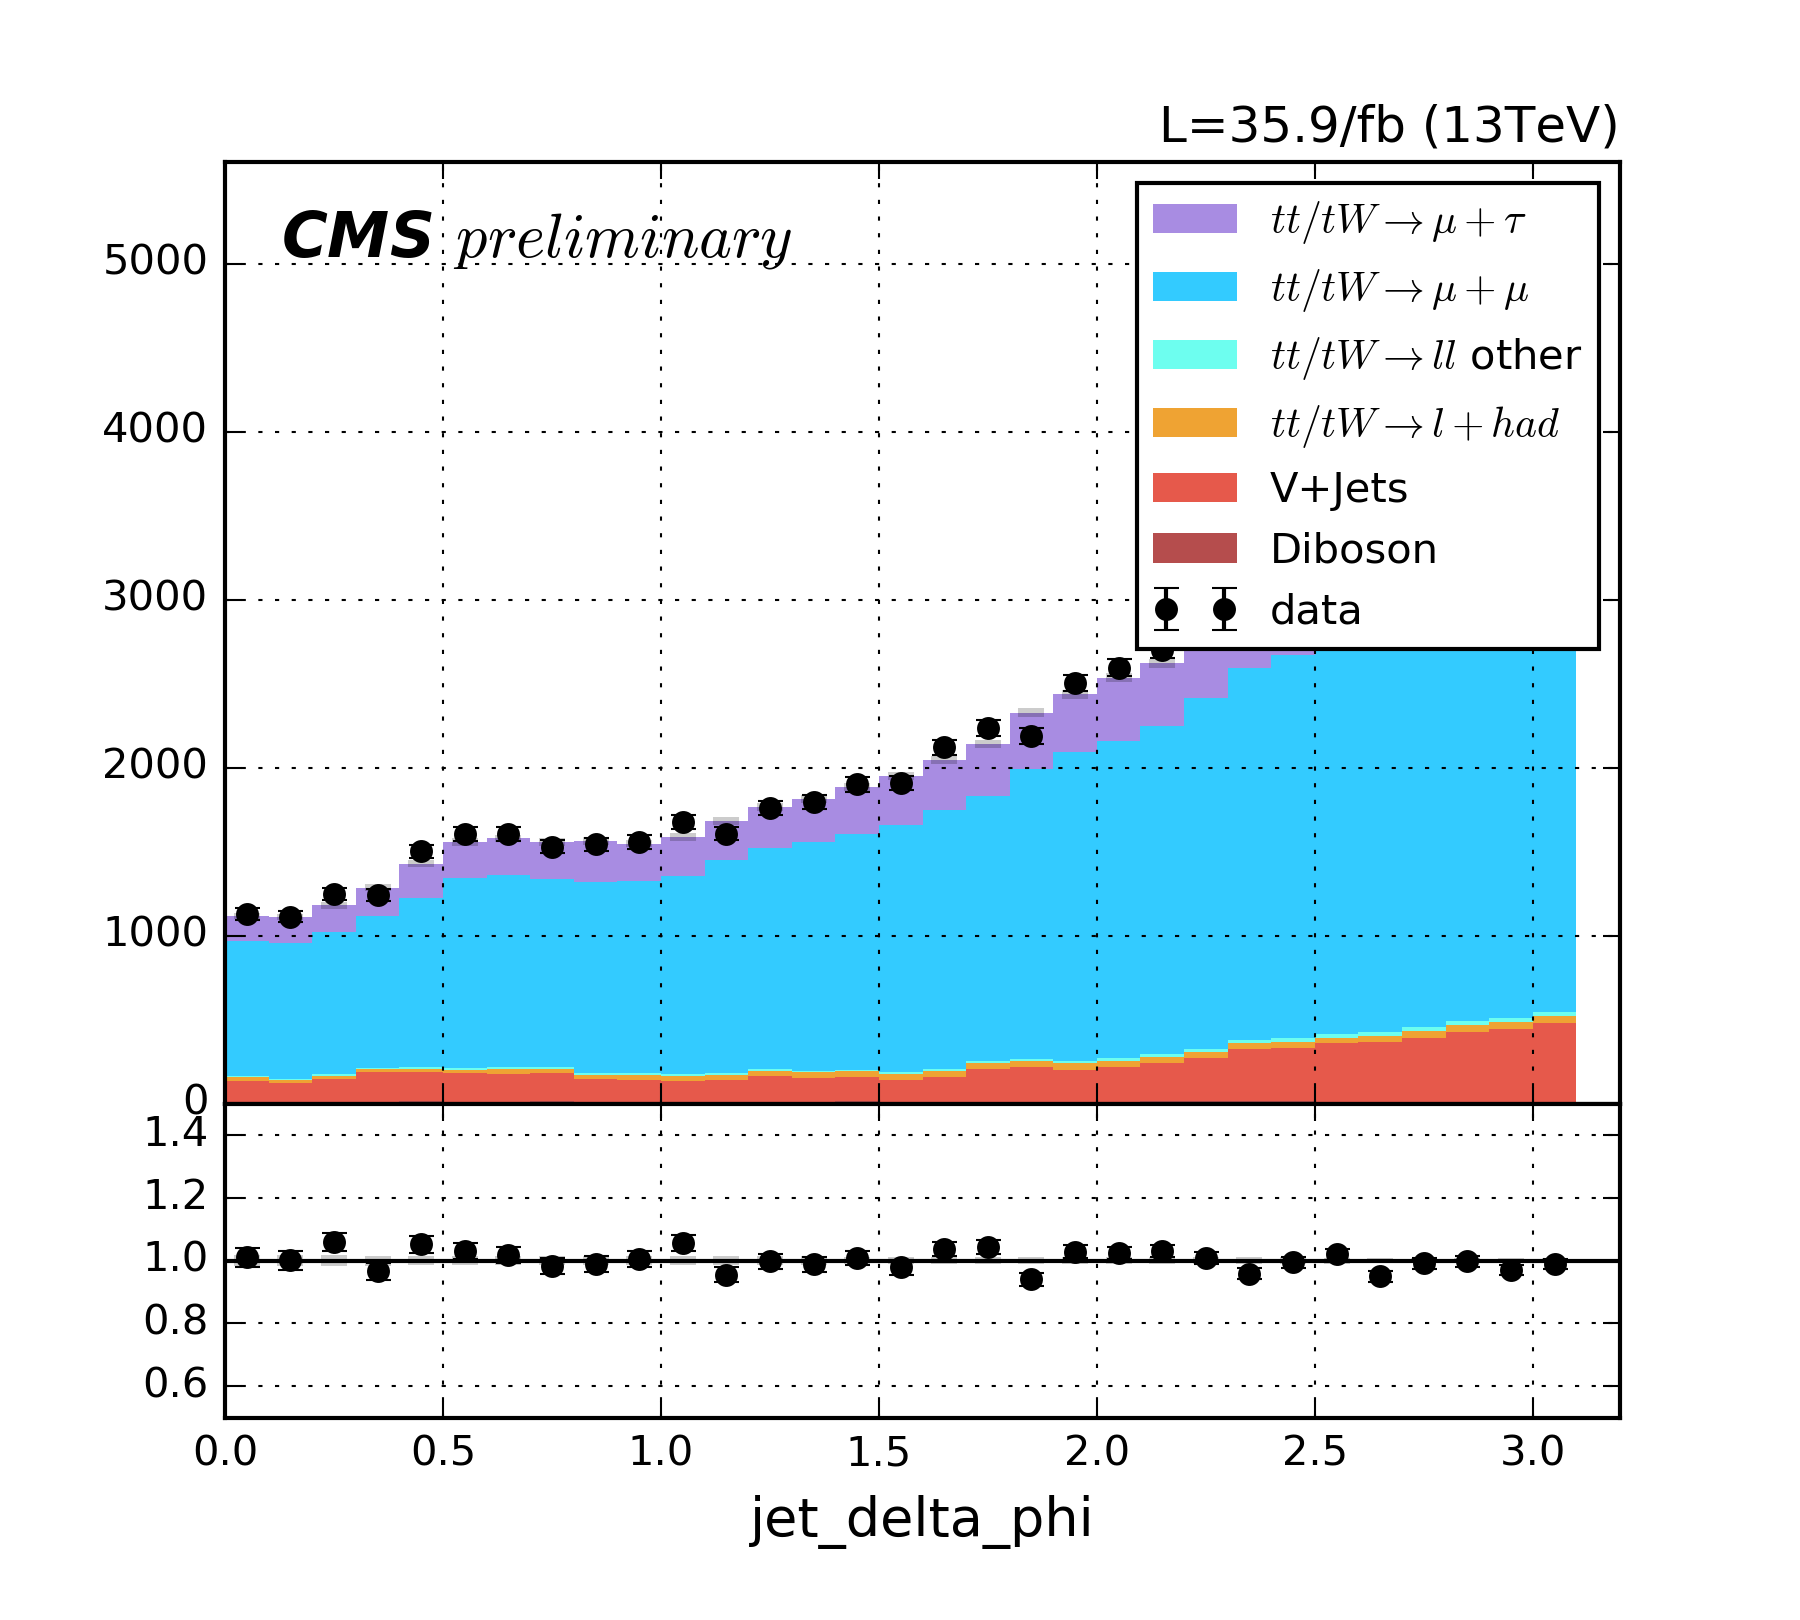 L=35.9/fb (13TeV)
CMS preliminary
tt/tW→μ+τ
tt/tW→μ+μ
tt/tW→ll other
tt/tW→l+had
V+Jets
Diboson
data
5000
4000
3000
2000
1000
0
1.4
1.2
1.0
0.8
0.6
0.0 0.5 1.0 1.5 2.0 2.5 3.0
jet_delta_phi